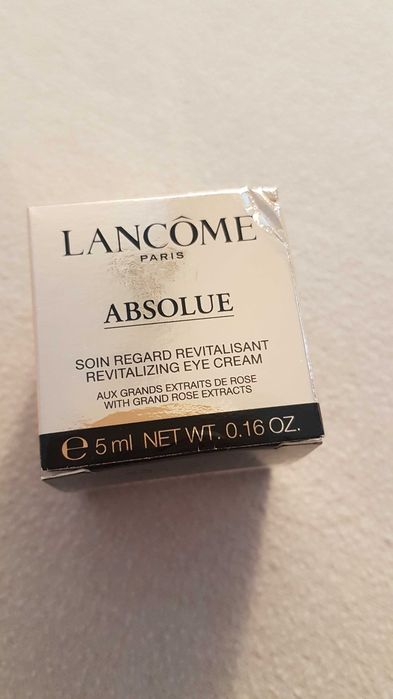 LANCÔME
PARIS
ABSOLUE
SOIN REGARD REVITALISANT
REVITALIZING EYE CREAM
AUX GRANDS EXTRAITS DE ROSE
WITH GRAND ROSE EXTRACTS
℮ 5 ml NET WT. 0.16 OZ.